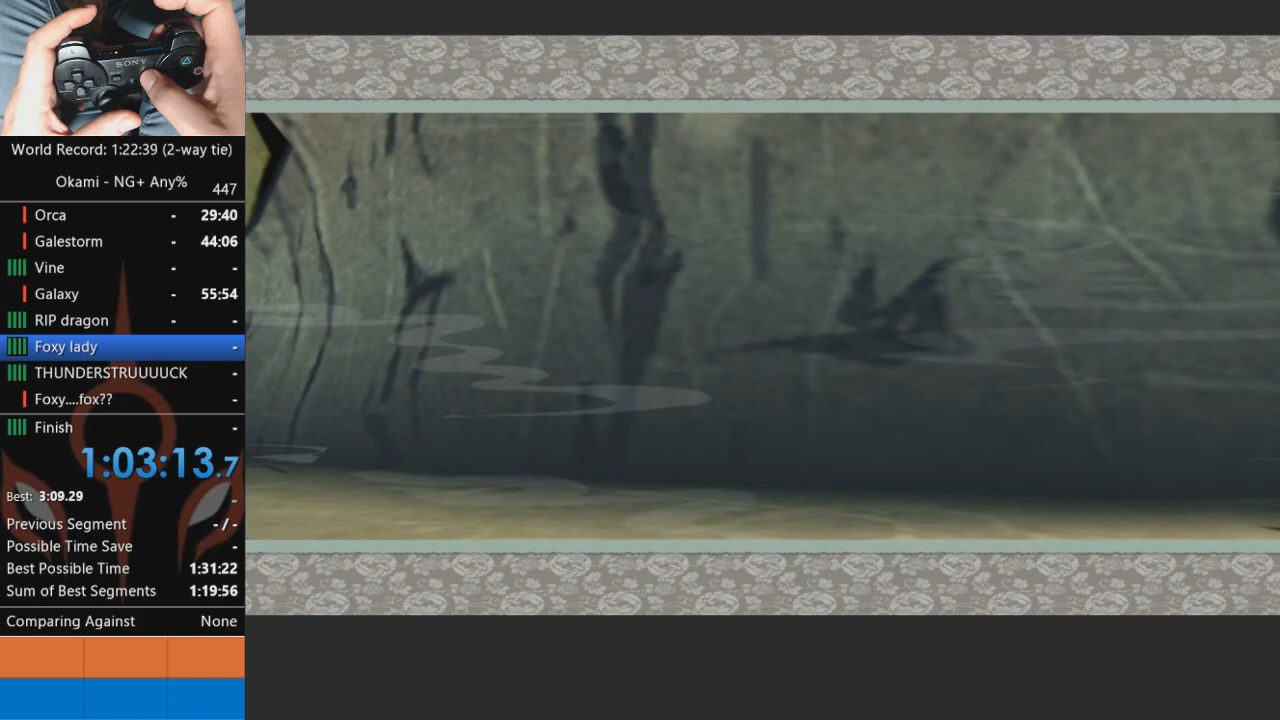 SONY
World Record: 1:22:39 (2-way tie)
Okami - NG+ Any%
447
Orca - 29:40
Galestorm - 44:06
Vine - -
Galaxy - 55:54
RIP dragon - -
Foxy lady -
THUNDERSTRUUUUCK -
Foxy....fox?? -
Finish -
1:03:13.7
Best: 3:09.29 -
Previous Segment - / -
Possible Time Save -
Best Possible Time 1:31:22
Sum of Best Segments 1:19:56
Comparing Against None